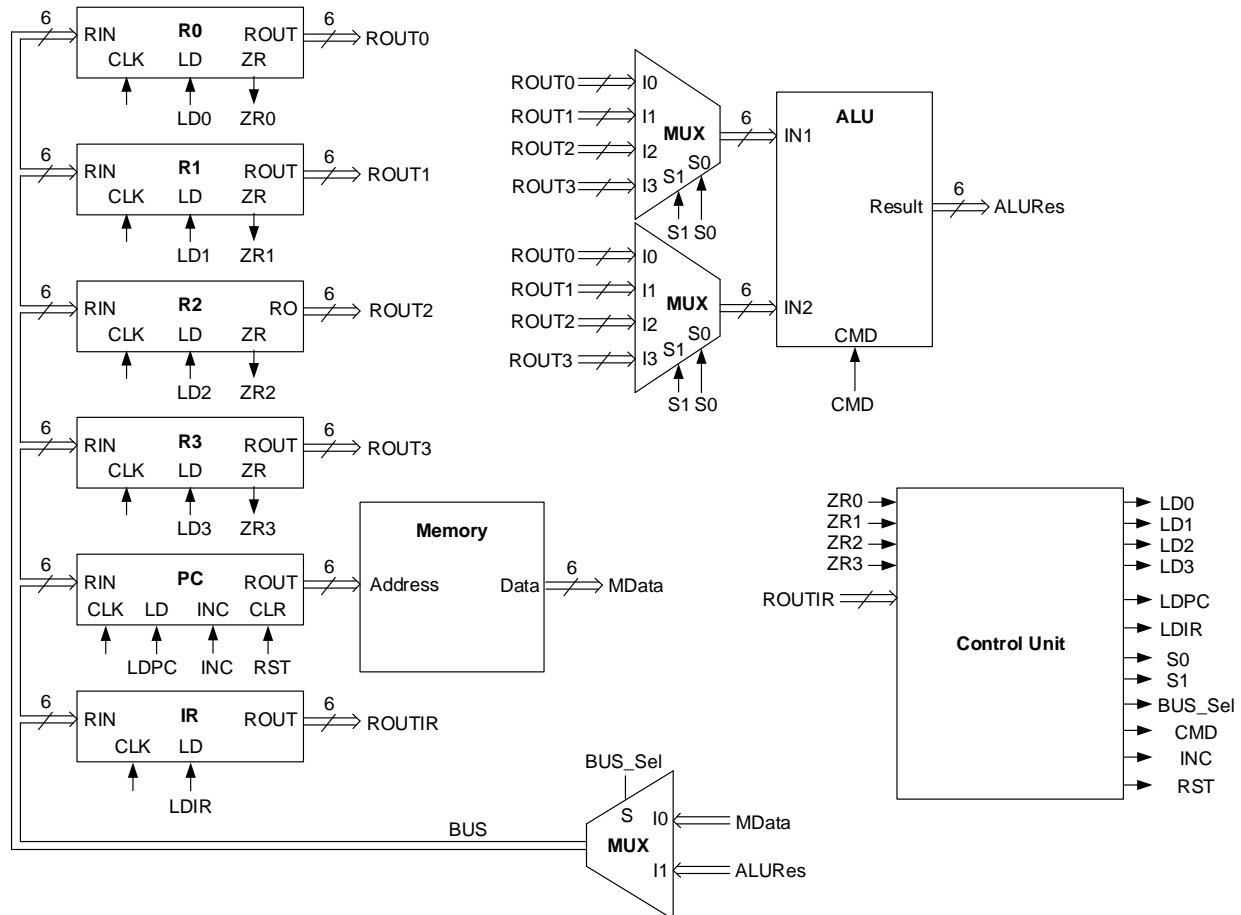 6 RIN R0 ROUT 6 ROUT0
CLK LD ZR
LD0 ZR0
6 RIN R1 ROUT 6 ROUT1
CLK LD ZR
LD1 ZR1
6 RIN R2 RO 6 ROUT2
CLK LD ZR
LD2 ZR2
6 RIN R3 ROUT 6 ROUT3
CLK LD ZR
LD3 ZR3
6 RIN PC ROUT 6
CLK LD INC CLR
LDPC INC RST
Memory
Address Data 6 MData
6 RIN IR ROUT 6 ROUTIR
CLK LD
LDIR
ROUT0 I0
ROUT1 I1
ROUT2 I2
ROUT3 I3
MUX
S1 S0
S1 S0
6
ROUT0 I0
ROUT1 I1
ROUT2 I2
ROUT3 I3
MUX
S1 S0
S1 S0
6
ALU
IN1
Result 6 ALURes
IN2
CMD
CMD
ZR0
ZR1
ZR2
ZR3
ROUTIR
Control Unit
LD0
LD1
LD2
LD3
LDPC
LDIR
S0
S1
BUS_Sel
CMD
INC
RST
BUS_Sel
S
I0 MData
MUX
I1 ALURes
BUS